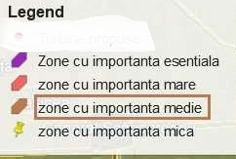 Legend
Zone cu importanta esentiala
zone cu importanta mare
zone cu importanta medie
zone cu importanta mica